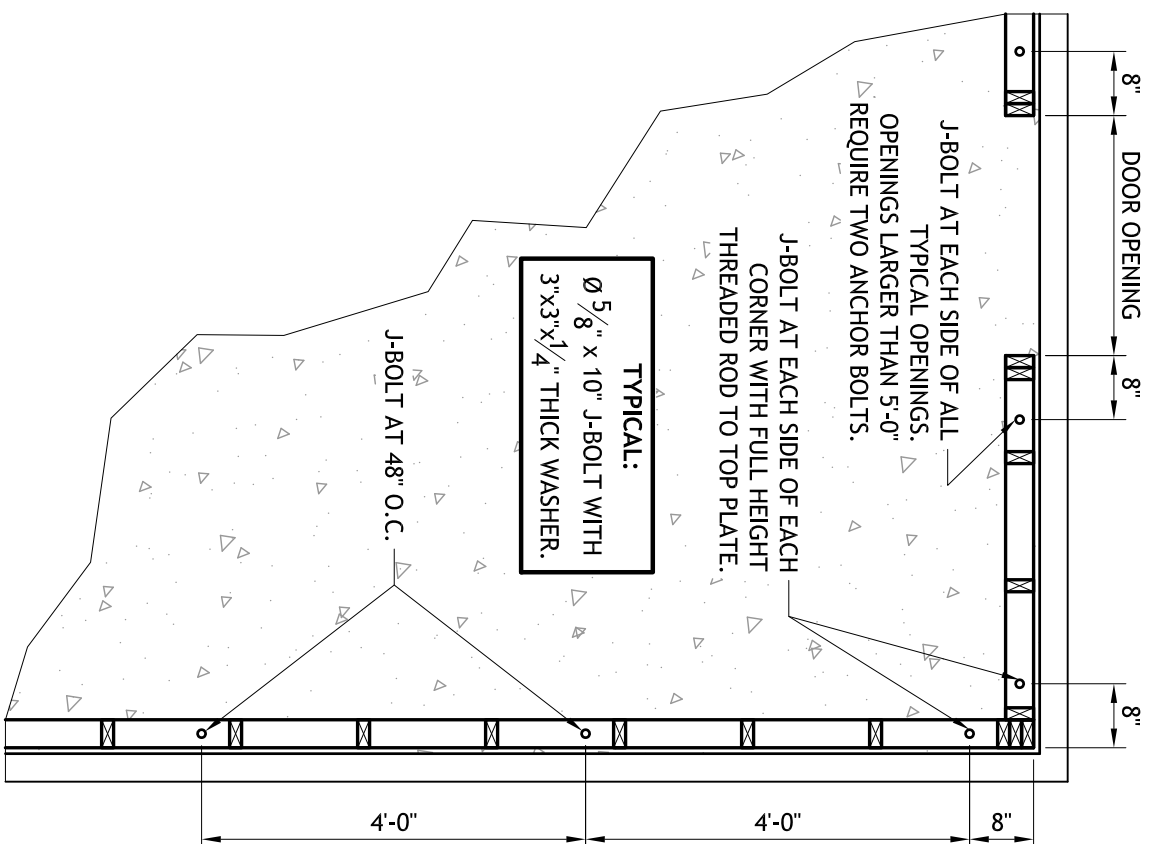 8"
DOOR OPENING
8"
8"
J-BOLT AT EACH SIDE OF ALL
TYPICAL OPENINGS.
OPENINGS LARGER THAN 5'-0"
REQUIRE TWO ANCHOR BOLTS.
J-BOLT AT EACH SIDE OF EACH
CORNER WITH FULL HEIGHT
THREADED ROD TO TOP PLATE.
TYPICAL:
Ø 5/8" x 10" J-BOLT WITH
3"x3"x1/4" THICK WASHER.
J-BOLT AT 48" O.C.
4'-0"
4'-0"
8"